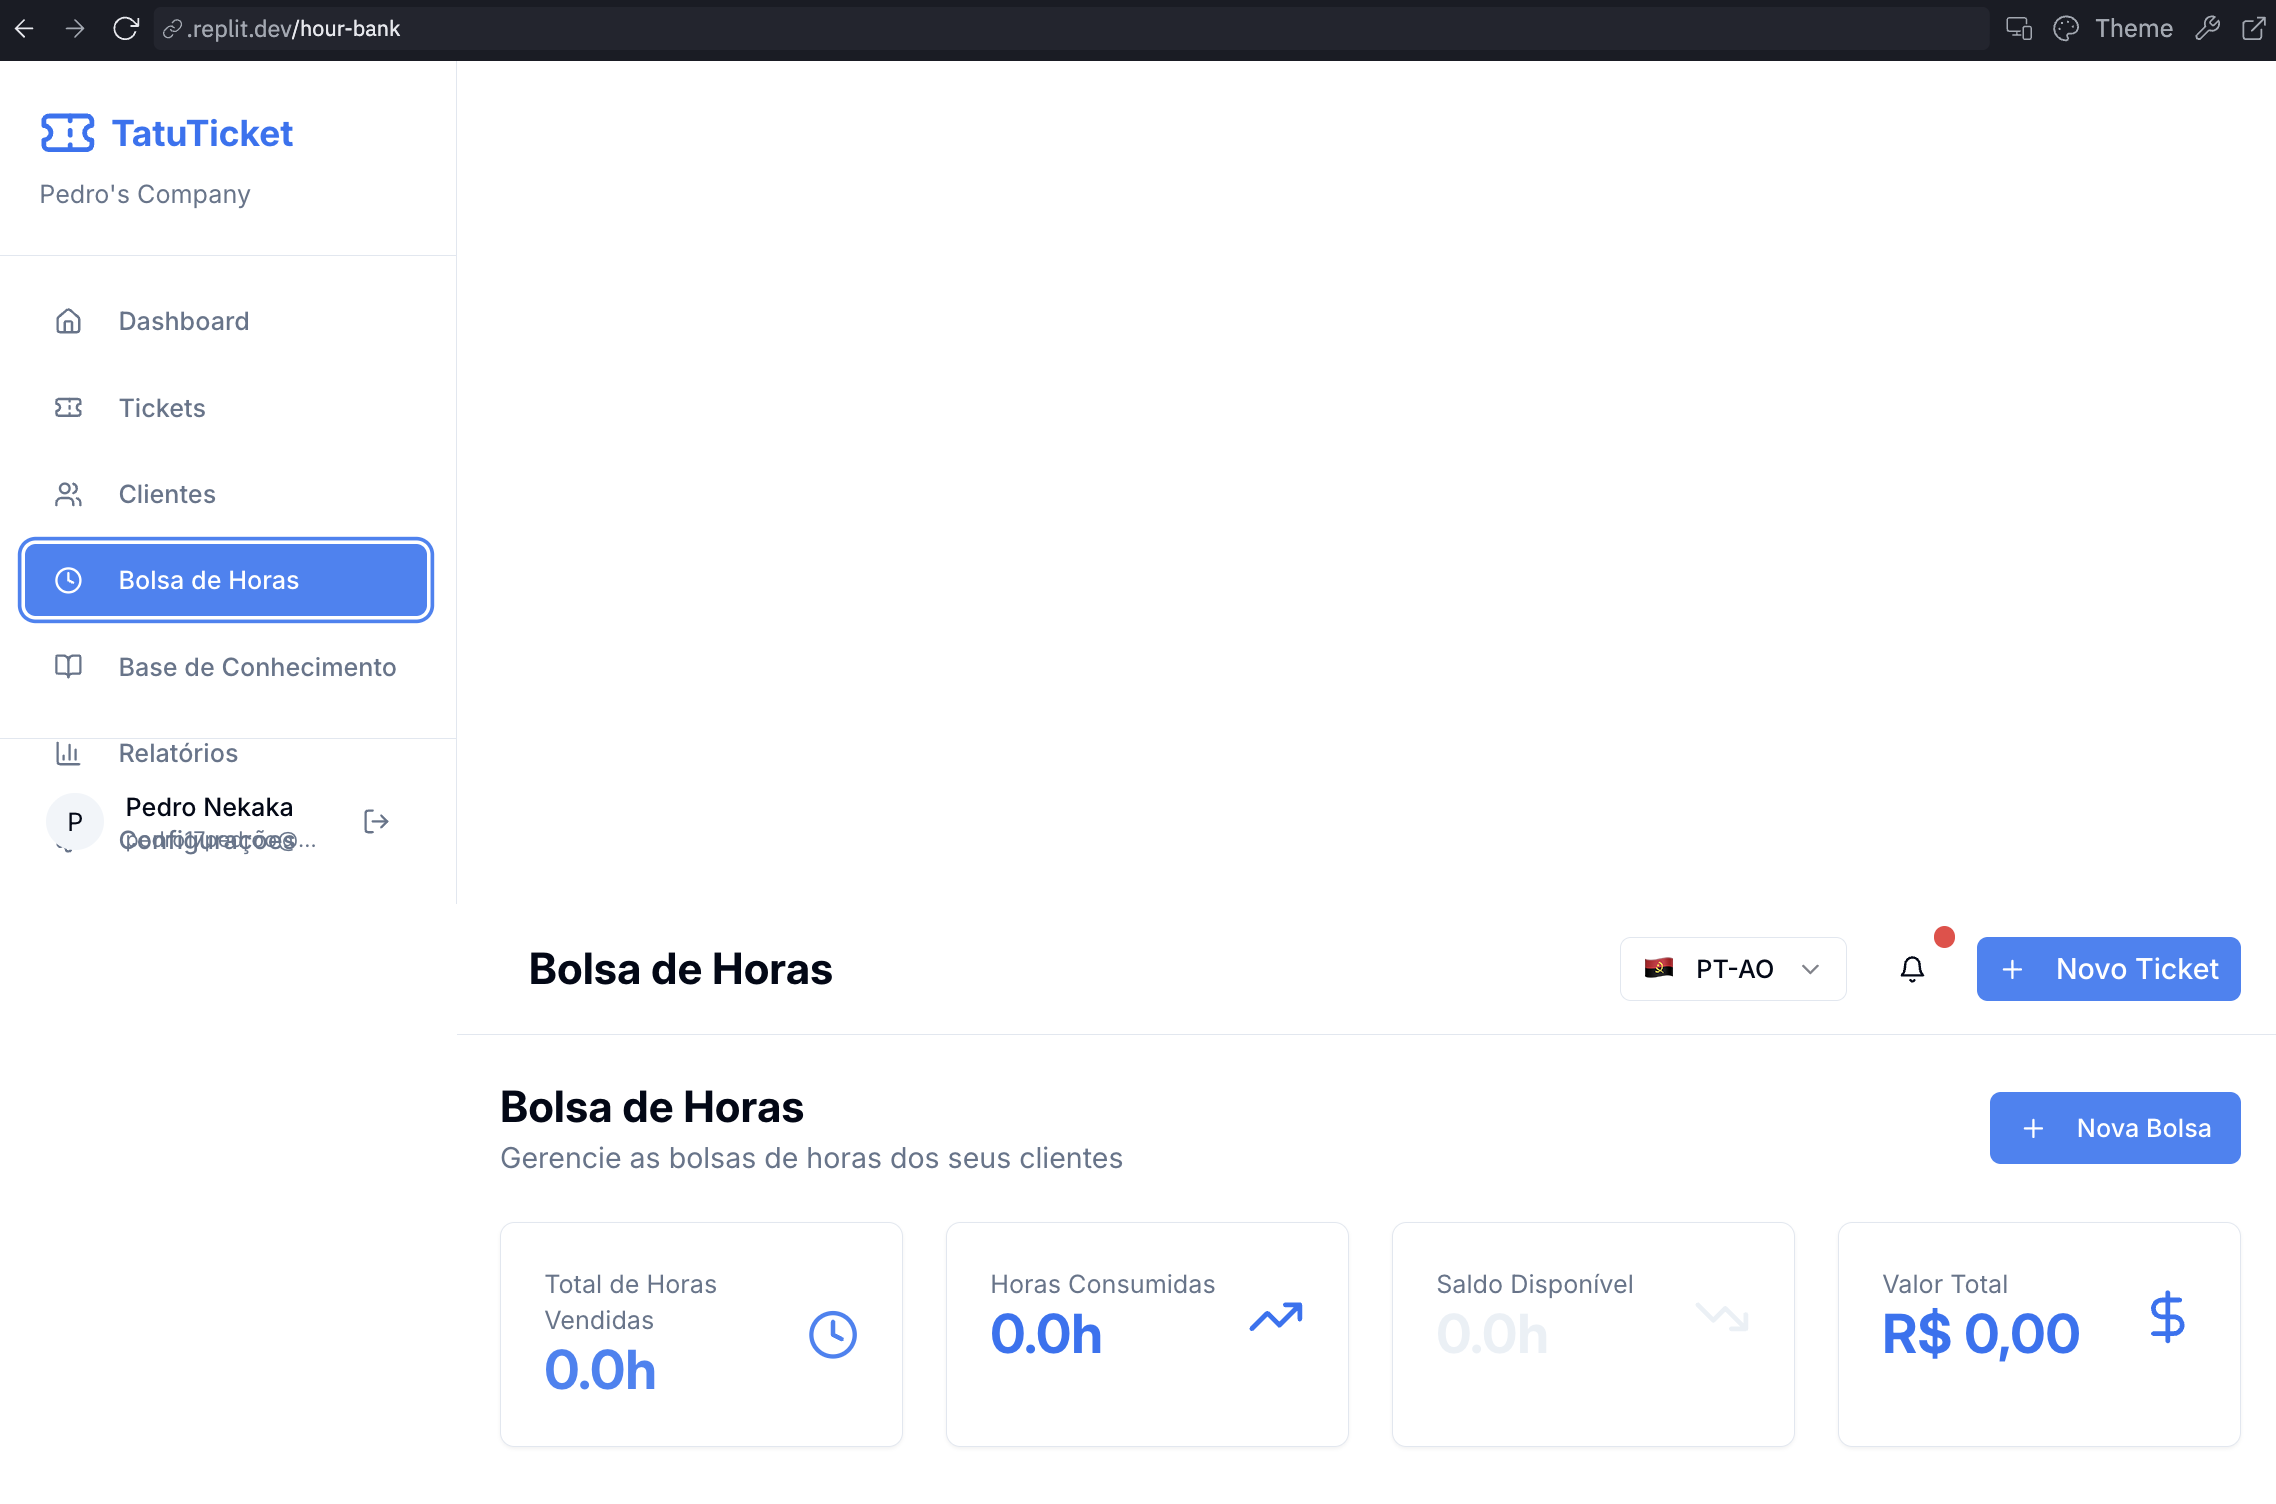 .replit.dev/hour-bank
Theme
TatuTicket
Pedro's Company
Dashboard
Tickets
Clientes
Bolsa de Horas
Base de Conhecimento
Relatórios
P
Pedro Nekaka
Configurações
Bolsa de Horas
PT-AO
Novo Ticket
Bolsa de Horas
Gerencie as bolsas de horas dos seus clientes
Nova Bolsa
Total de Horas
Vendidas
0.0h
Horas Consumidas
0.0h
Saldo Disponível
0.0h
Valor Total
R$ 0,00